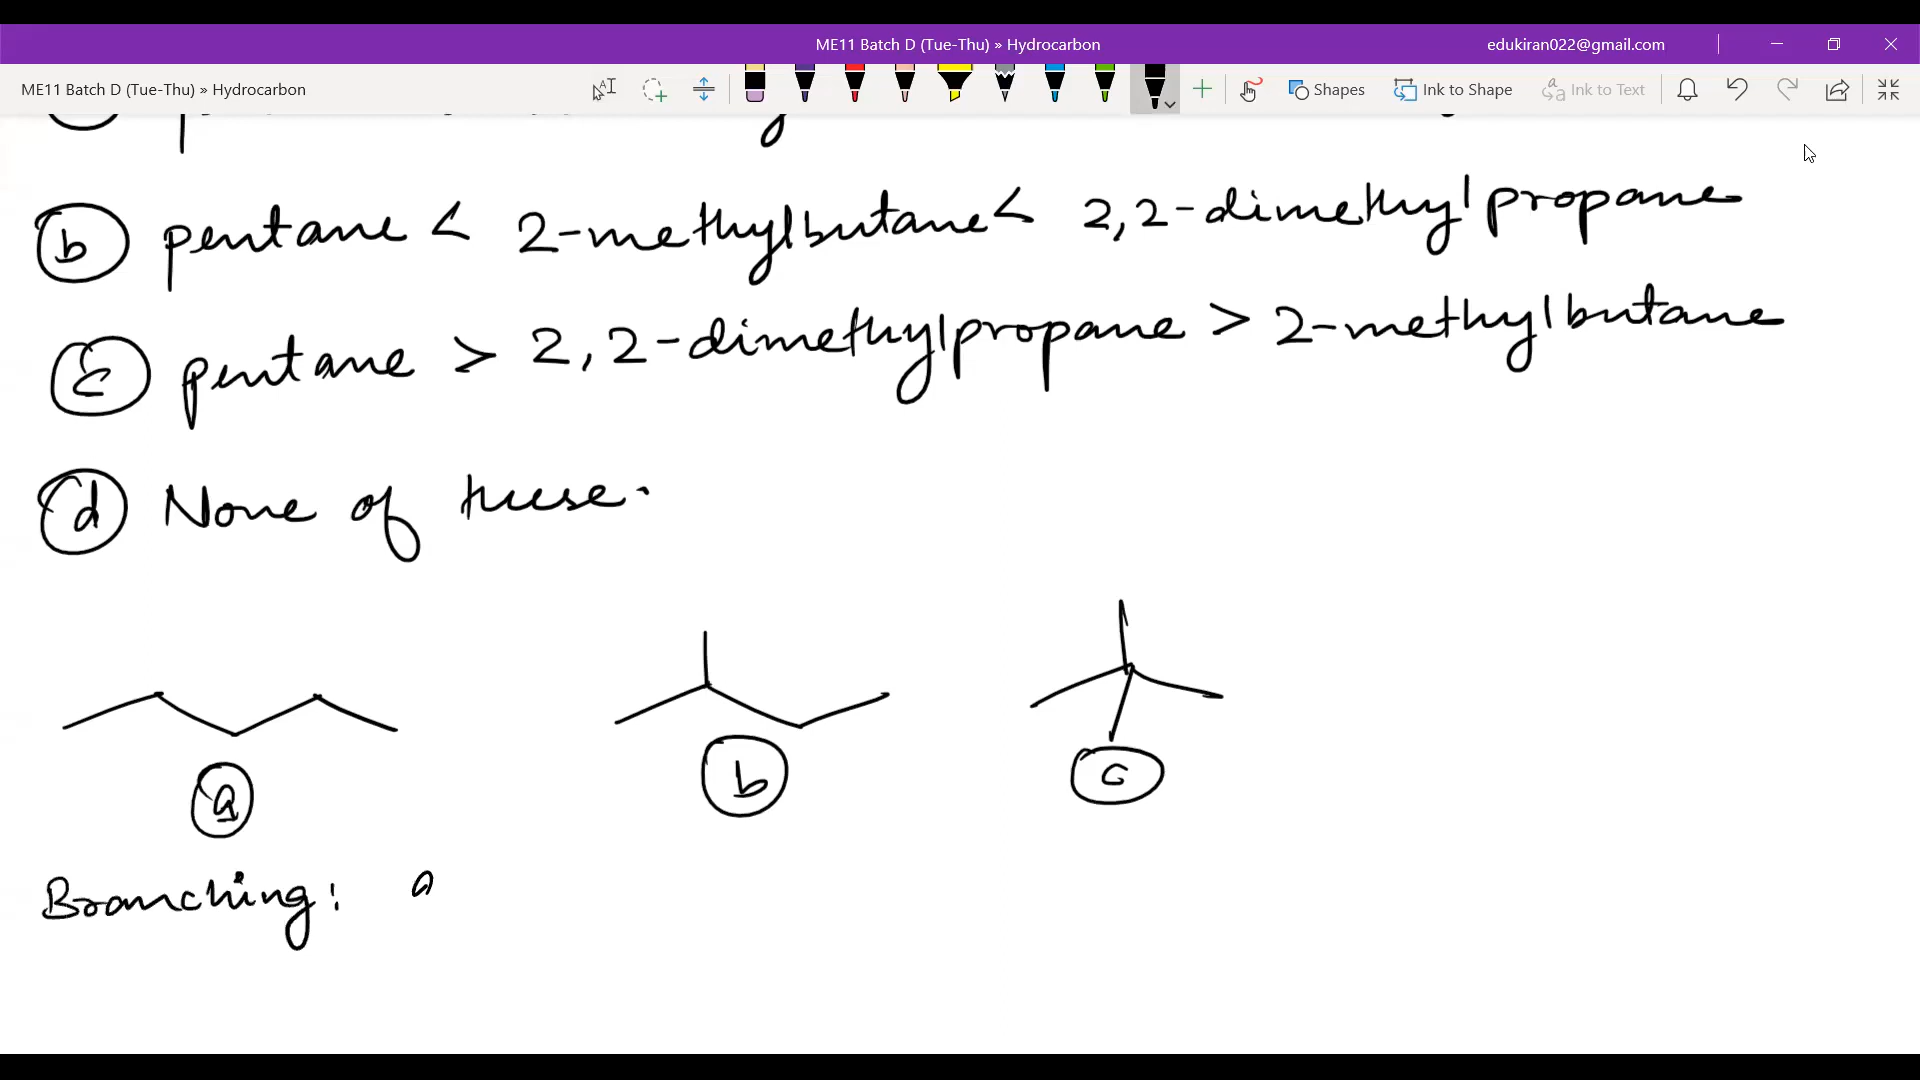 ME11 Batch D (Tue-Thu) » Hydrocarbon
edukiran022@gmail.com
ME11 Batch D (Tue-Thu) » Hydrocarbon
Shapes
Ink to Shape
Ink to Text
b pentane < 2-methylbutane < 2,2-dimethylpropane
c pentane > 2,2-dimethylpropane > 2-methylbutane
d None of these.
a
b
c
Branching: a